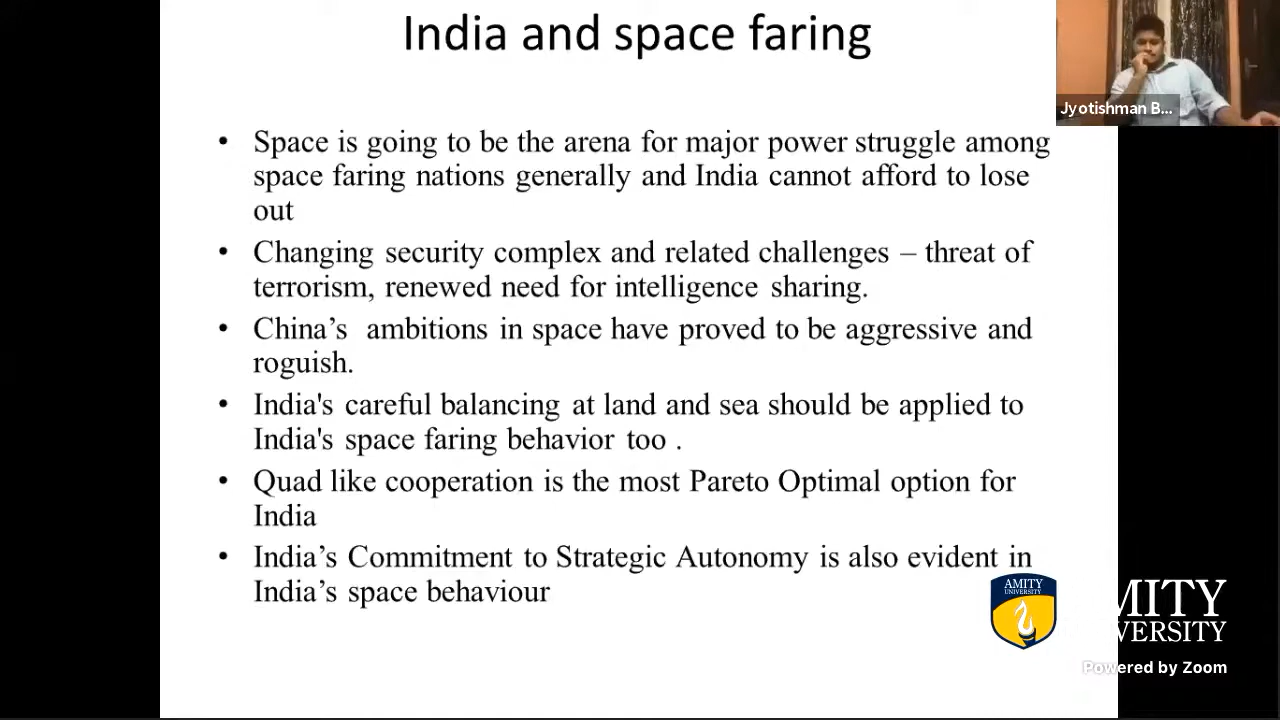 India and space faring
Jyotishman B...
• Space is going to be the arena for major power struggle among
space faring nations generally and India cannot afford to lose
out
• Changing security complex and related challenges – threat of
terrorism, renewed need for intelligence sharing.
• China’s  ambitions in space have proved to be aggressive and
roguish.
• India's careful balancing at land and sea should be applied to
India's space faring behavior too .
• Quad like cooperation is the most Pareto Optimal option for
India
• India’s Commitment to Strategic Autonomy is also evident in
India’s space behaviour
AMITY
UNIVERSITY
MITY
VERSITY
Powered by Zoom